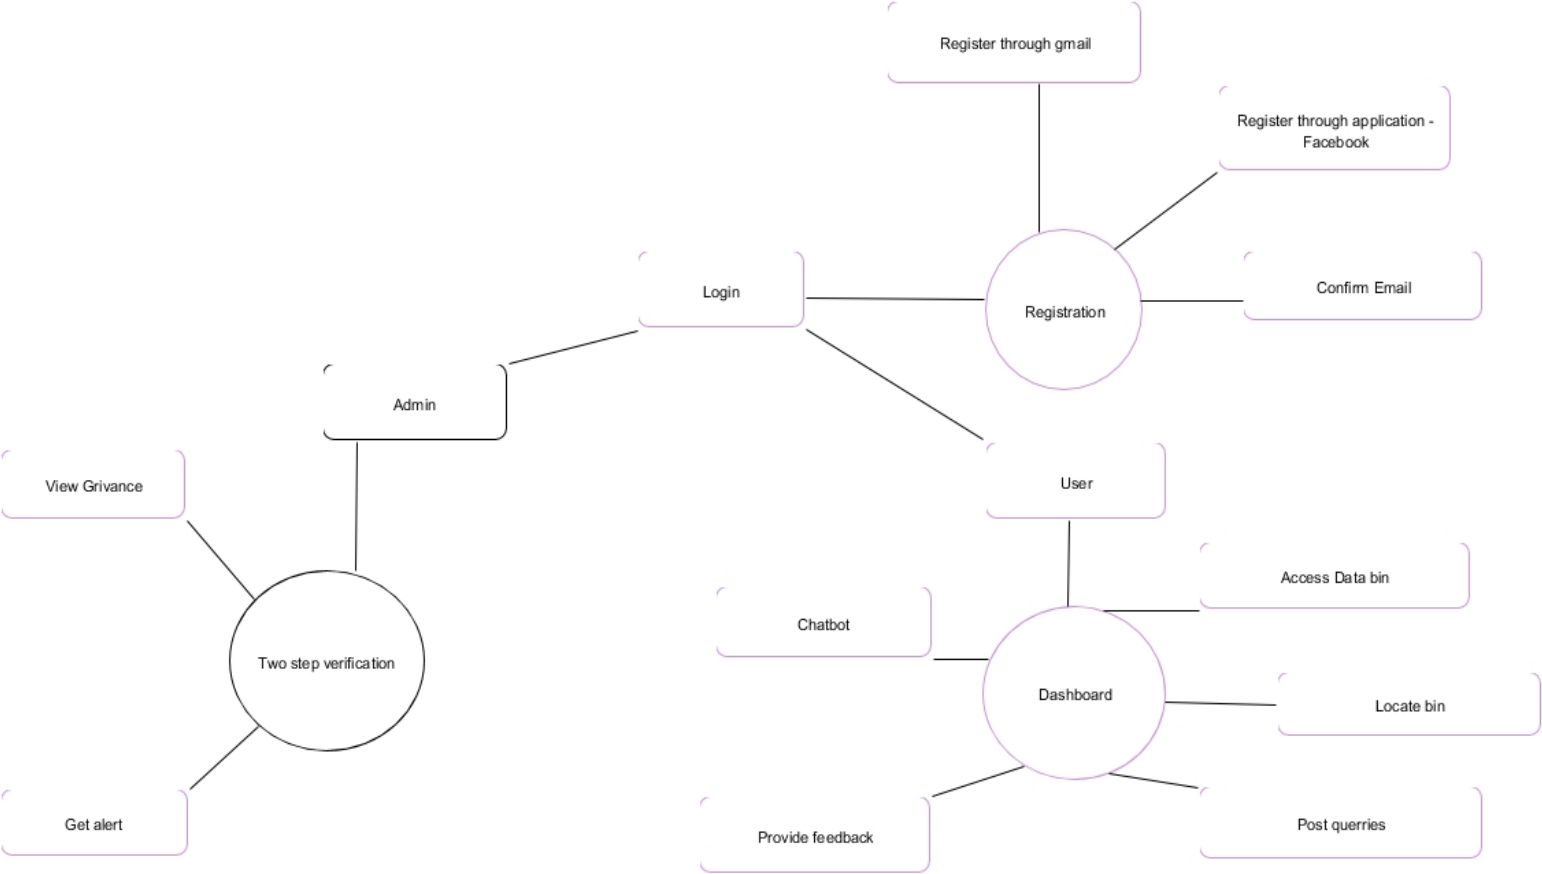 Register through gmail
Register through application -
Facebook
Login
Confirm Email
Registration
Admin
View Grivance
User
Access Data bin
Chatbot
Two step verification
Dashboard
Locate bin
Get alert
Provide feedback
Post querries